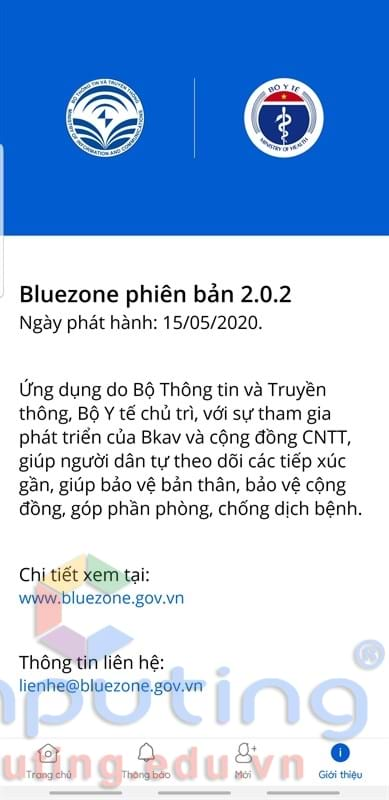 BỘ THÔNG TIN VÀ TRUYỀN THÔNG
MINISTRY OF INFORMATION AND COMMUNICATIONS
BỘ Y TẾ
MINISTRY OF HEALTH
Bluezone phiên bản 2.0.2
Ngày phát hành: 15/05/2020.
Ứng dụng do Bộ Thông tin và Truyền
thông, Bộ Y tế chủ trì, với sự tham gia
phát triển của Bkav và cộng đồng CNTT,
giúp người dân tự theo dõi các tiếp xúc
gần, giúp bảo vệ bản thân, bảo vệ cộng
đồng, góp phần phòng, chống dịch bệnh.
Chi tiết xem tại:
www.bluezone.gov.vn
Thông tin liên hệ:
lienhe@bluezone.gov.vn
mputing ®
uong.edu.vn
Trang chủ Thông báo Mời Giới thiệu